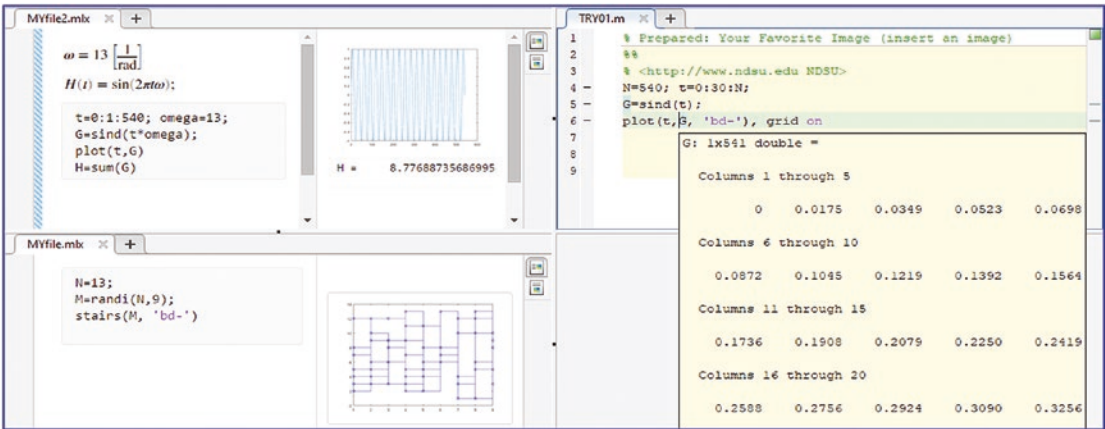 MYfile2.mlx × +
ω = 13 [1/rad]
H(t) = sin(2πtω);
t=0:1:540; omega=13;
G=sind(t*omega);
plot(t,G)
H=sum(G)
H = 8.77688735686995
MYfile.mlx × +
N=13;
M=randi(N,9);
stairs(M, 'bd-')
TRY01.m × +
1 % Prepared: Your Favorite Image (insert an image)
2 %%
3 % <http://www.ndsu.edu NDSU>
4 - N=540; t=0:30:N;
5 - G=sind(t);
6 - plot(t,G, 'bd-'), grid on
7
8
9
G: 1x541 double =
Columns 1 through 5
0 0.0175 0.0349 0.0523 0.0698
Columns 6 through 10
0.0872 0.1045 0.1219 0.1392 0.1564
Columns 11 through 15
0.1736 0.1908 0.2079 0.2250 0.2419
Columns 16 through 20
0.2588 0.2756 0.2924 0.3090 0.3256